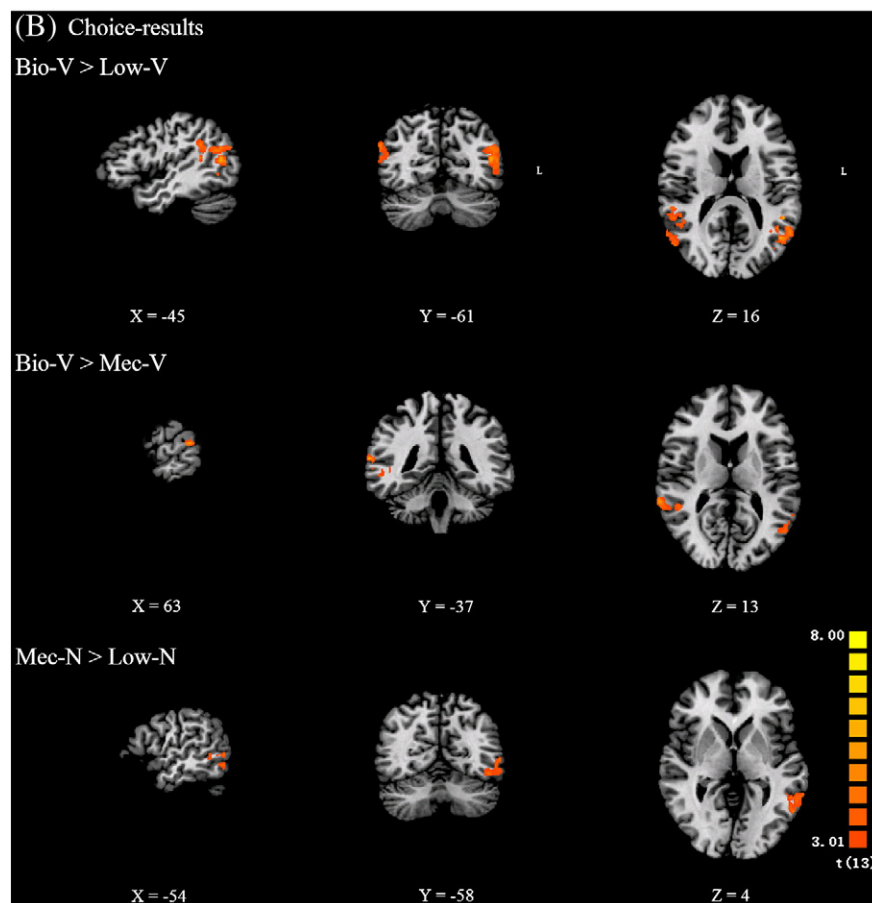 (B) Choice-results
Bio-V > Low-V
L
L
X = -45
Y = -61
Z = 16
Bio-V > Mec-V
X = 63
Y = -37
Z = 13
Mec-N > Low-N
8.00
3.01
t(13)
X = -54
Y = -58
Z = 4